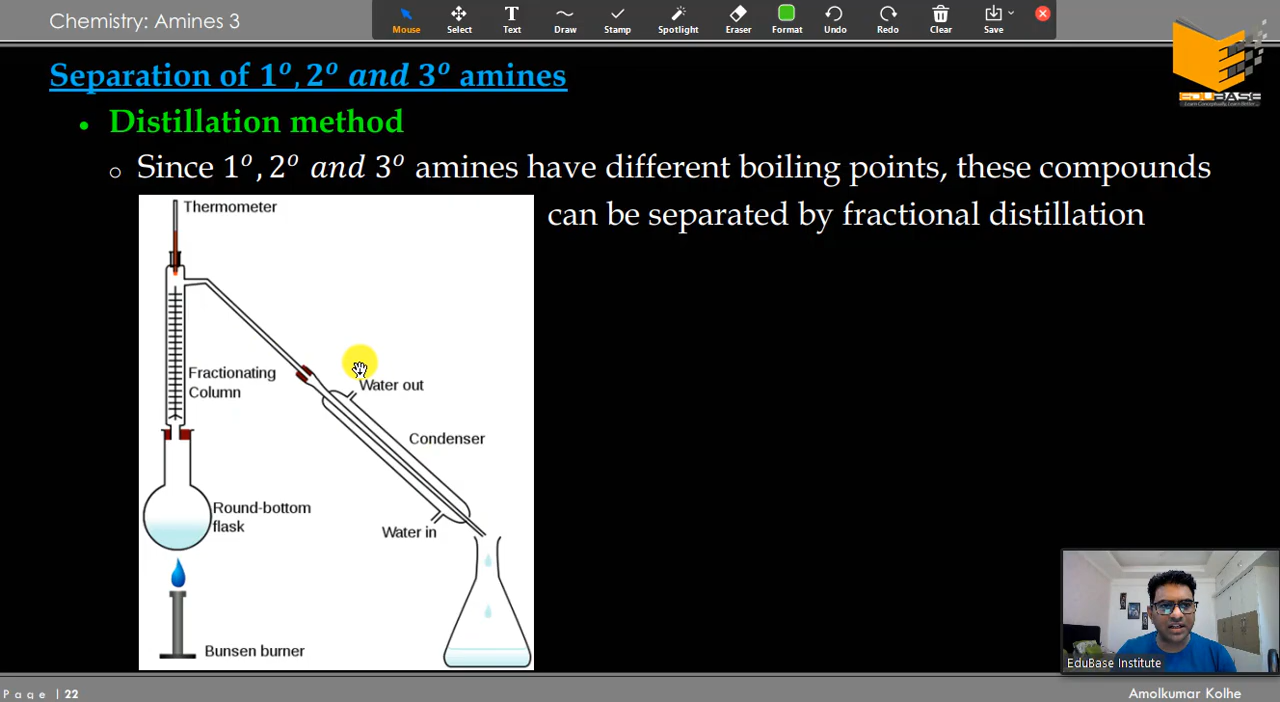 Chemistry: Amines 3
Mouse Select Text Draw Stamp Spotlight Eraser Format Undo Redo Clear Save
EDUBASE
Separation of 1ᵒ, 2ᵒ and 3ᵒ amines
• Distillation method
o Since 1ᵒ, 2ᵒ and 3ᵒ amines have different boiling points, these compounds
can be separated by fractional distillation
Thermometer
Fractionating
Column
Water out
Condenser
Round-bottom
flask
Water in
Bunsen burner
EduBase Institute
Page | 22
Amolkumar Kolhe